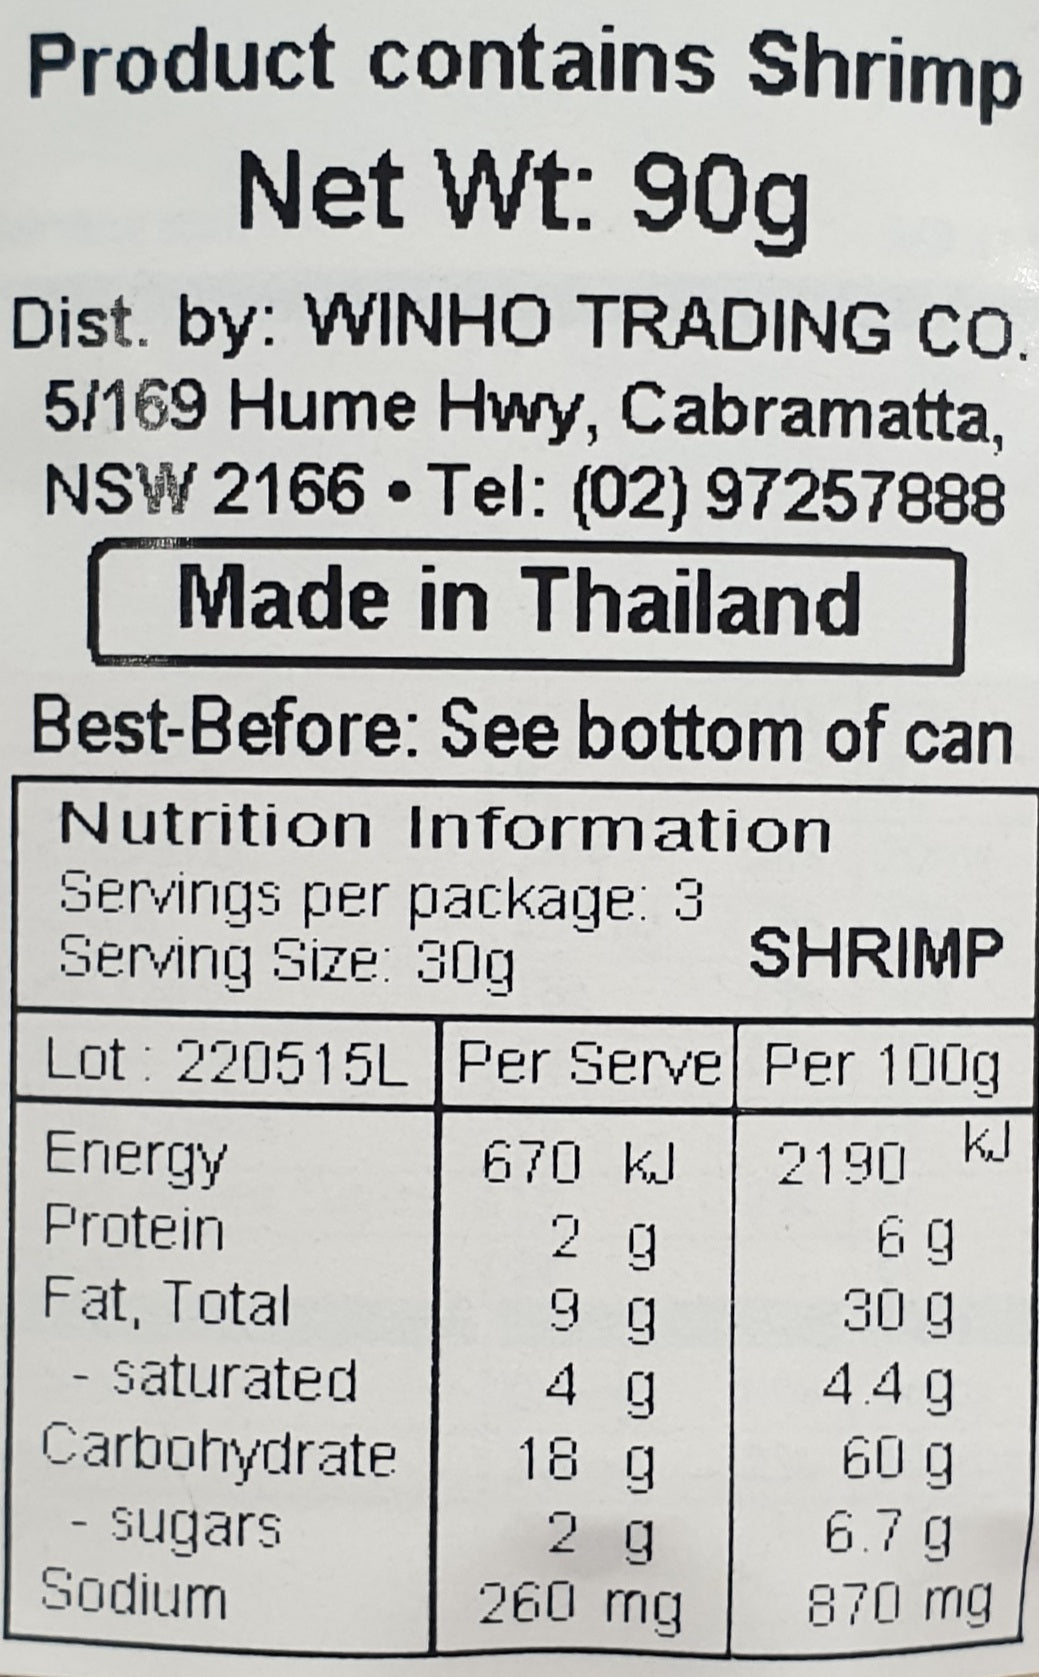 Product contains Shrimp
Net Wt: 90g
Dist. by: WINHO TRADING CO.
5/169 Hume Hwy, Cabramatta,
NSW 2166 • Tel: (02) 97257888
Made in Thailand
Best-Before: See bottom of can
Nutrition Information
Servings per package: 3
Serving Size: 30g
SHRIMP
Lot : 220515L Per Serve Per 100g
Energy 670 kJ 2190 kJ
Protein 2 g 6 g
Fat, Total 9 g 30 g
- saturated 4 g 4.4 g
Carbohydrate 18 g 60 g
- sugars 2 g 6.7 g
Sodium 260 mg 870 mg